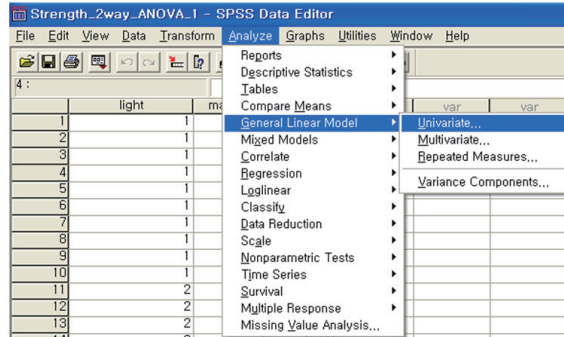 Strength_2way_ANOVA_1 - SPSS Data Editor
File Edit View Data Transform Analyze Graphs Utilities Window Help
4 :
light var var
Reports
Descriptive Statistics
Tables
Compare Means
General Linear Model
Mixed Models
Correlate
Regression
Loglinear
Classify
Data Reduction
Scale
Nonparametric Tests
Time Series
Survival
Multiple Response
Missing Value Analysis...
Univariate...
Multivariate...
Repeated Measures...
Variance Components...
1 1
2 1
3 1
4 1
5 1
6 1
7 1
8 1
9 1
10 1
11 2
12 2
13 2